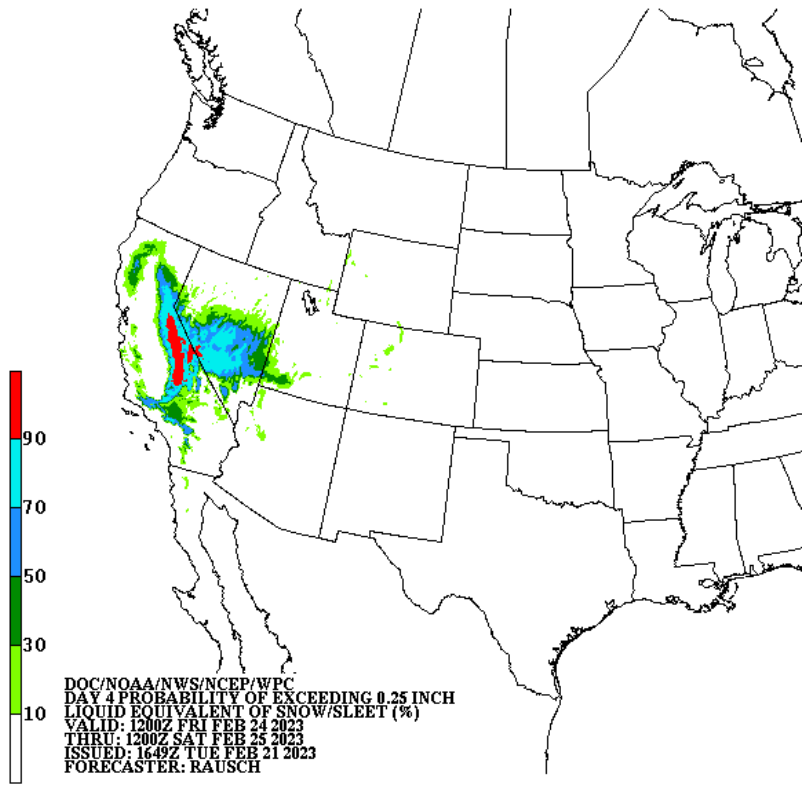 90
70
50
30
10
DOC/NOAA/NWS/NCEP/WPC
DAY 4 PROBABILITY OF EXCEEDING 0.25 INCH
LIQUID EQUIVALENT OF SNOW/SLEET (%)
VALID: 1200Z FRI FEB 24 2023
THRU: 1200Z SAT FEB 25 2023
ISSUED: 1649Z TUE FEB 21 2023
FORECASTER: RAUSCH